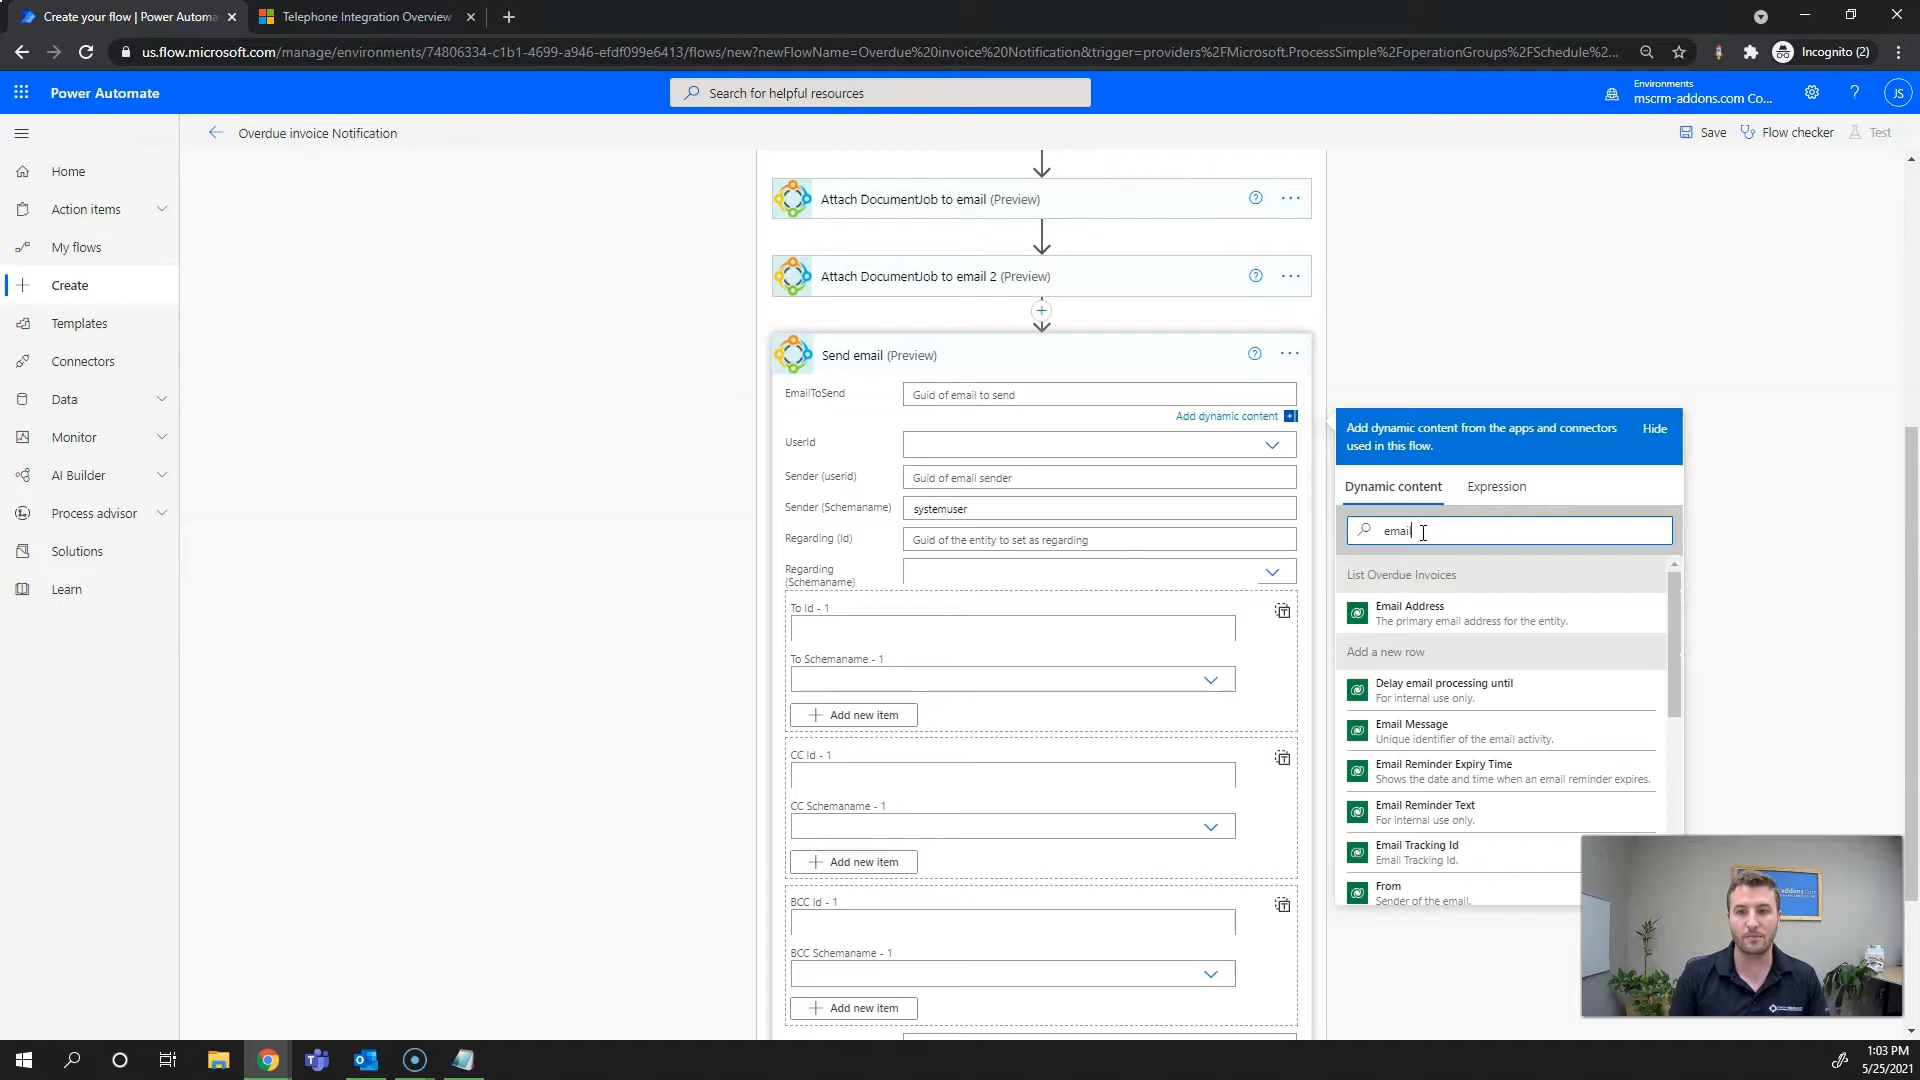 Create your flow | Power Automa
Telephone Integration Overview
us.flow.microsoft.com/manage/environments/74806334-c1b1-4699-a946-efdf099e6413/flows/new?newFlowName=Overdue%20invoice%20Notification&trigger=providers%2FMicrosoft.ProcessSimple%2FoperationGroups%2FSchedule%2...
Incognito (2)
Power Automate
Search for helpful resources
Environments
mscrm-addons.com Co...
JS
Overdue invoice Notification
Save
Flow checker
Test
Home
Action items
My flows
Create
Templates
Connectors
Data
Monitor
AI Builder
Process advisor
Solutions
Learn
Attach DocumentJob to email (Preview)
Attach DocumentJob to email 2 (Preview)
Send email (Preview)
EmailToSend
Guid of email to send
Add dynamic content
UserId
Sender (userid)
Guid of email sender
Sender (Schemaname)
systemuser
Regarding (Id)
Guid of the entity to set as regarding
Regarding
(Schemaname)
To Id - 1
To Schemaname - 1
Add new item
CC Id - 1
CC Schemaname - 1
Add new item
BCC Id - 1
BCC Schemaname - 1
Add new item
Add dynamic content from the apps and connectors
used in this flow.
Hide
Dynamic content
Expression
email
List Overdue Invoices
Email Address
The primary email address for the entity.
Add a new row
Delay email processing until
For internal use only.
Email Message
Unique identifier of the email activity.
Email Reminder Expiry Time
Shows the date and time when an email reminder expires.
Email Reminder Text
For internal use only.
Email Tracking Id
Email Tracking Id.
From
Sender of the email.
1:03 PM
5/25/2021